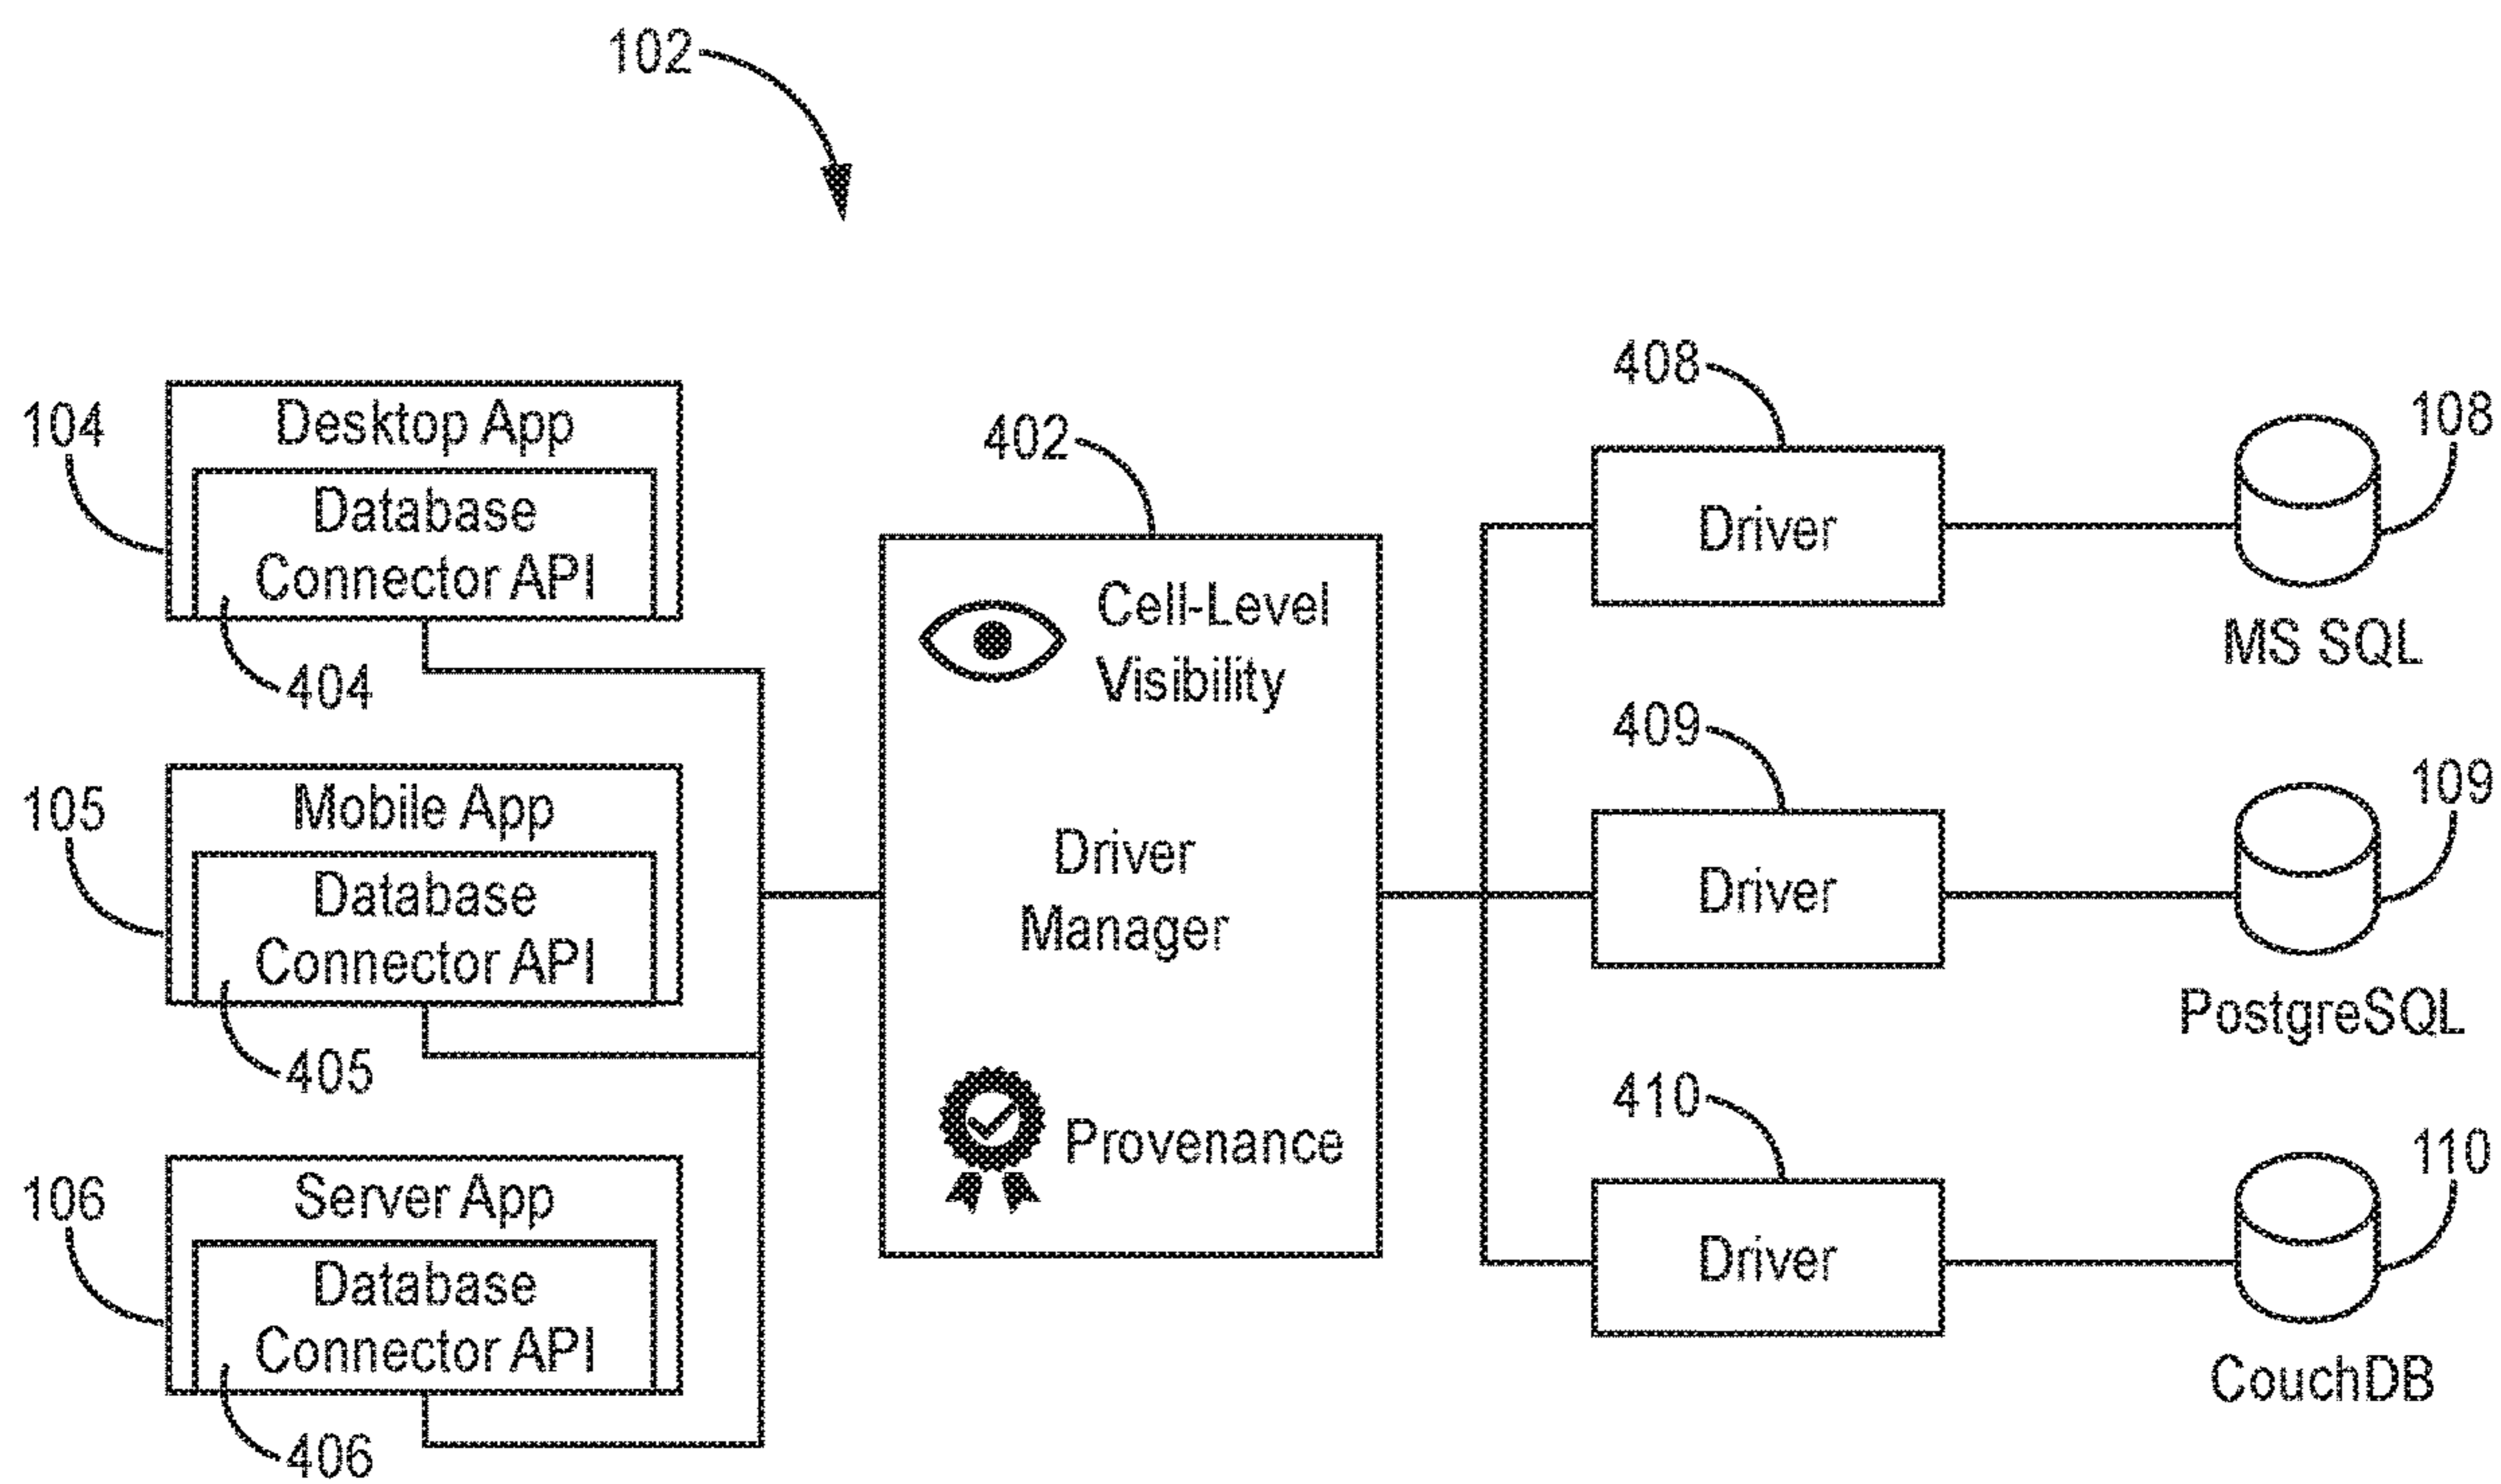 102
104
Desktop App
Database
Connector API
404
105
Mobile App
Database
Connector API
405
106
Server App
Database
Connector API
406
402
Cell-Level
Visibility
Driver
Manager
Provenance
408
Driver
108
MS SQL
409
Driver
109
PostgreSQL
410
Driver
110
CouchDB